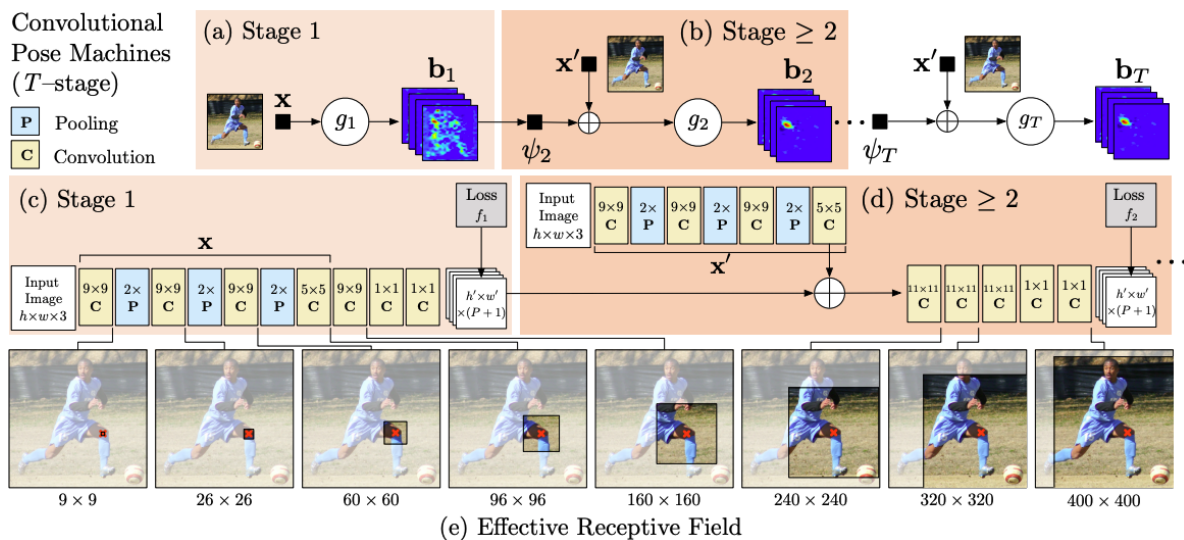 Convolutional
Pose Machines
(T–stage)
P Pooling
C Convolution
(a) Stage 1
x
g₁
b₁
(b) Stage ≥ 2
x′
ψ₂
g₂
b₂
x′
ψ_T
g_T
b_T
(c) Stage 1
Loss
f₁
x
Input
Image
h×w×3
9×9
C
2×
P
9×9
C
2×
P
9×9
C
2×
P
5×5
C
9×9
C
1×1
C
1×1
C
h′×w′
×(P+1)
(d) Stage ≥ 2
Input
Image
h×w×3
9×9
C
2×
P
9×9
C
2×
P
9×9
C
2×
P
5×5
C
x′
Loss
f₂
11×11
C
11×11
C
11×11
C
1×1
C
1×1
C
h′×w′
×(P+1)
9 × 9
26 × 26
60 × 60
96 × 96
160 × 160
240 × 240
320 × 320
400 × 400
(e) Effective Receptive Field